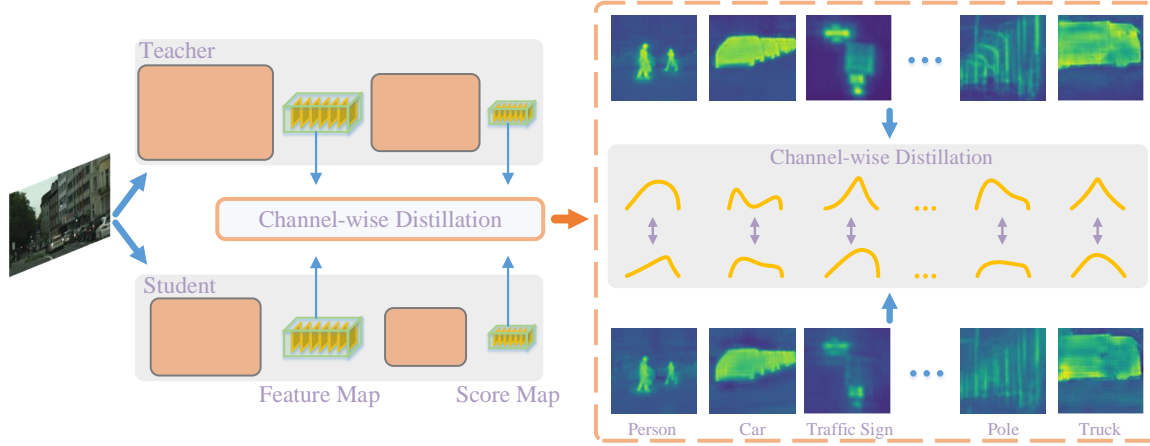 Teacher
Channel-wise Distillation
Student
Feature Map
Score Map
Channel-wise Distillation
Person
Car
Traffic Sign
Pole
Truck